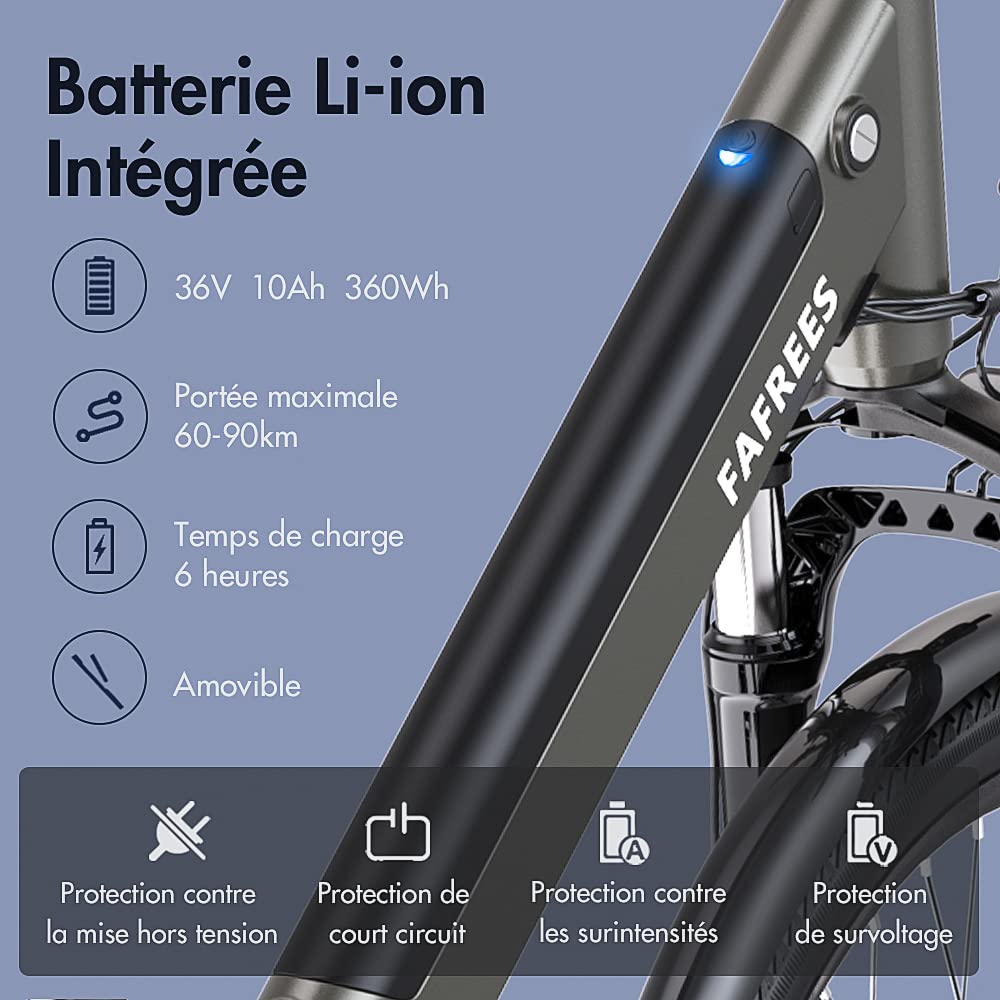 Batterie Li-ion
Intégrée
36V 10Ah 360Wh
Portée maximale
60-90km
Temps de charge
6 heures
Amovible
FAFREES
Protection contre
la mise hors tension
Protection de
court circuit
A
Protection contre
les surintensités
V
Protection
de survoltage